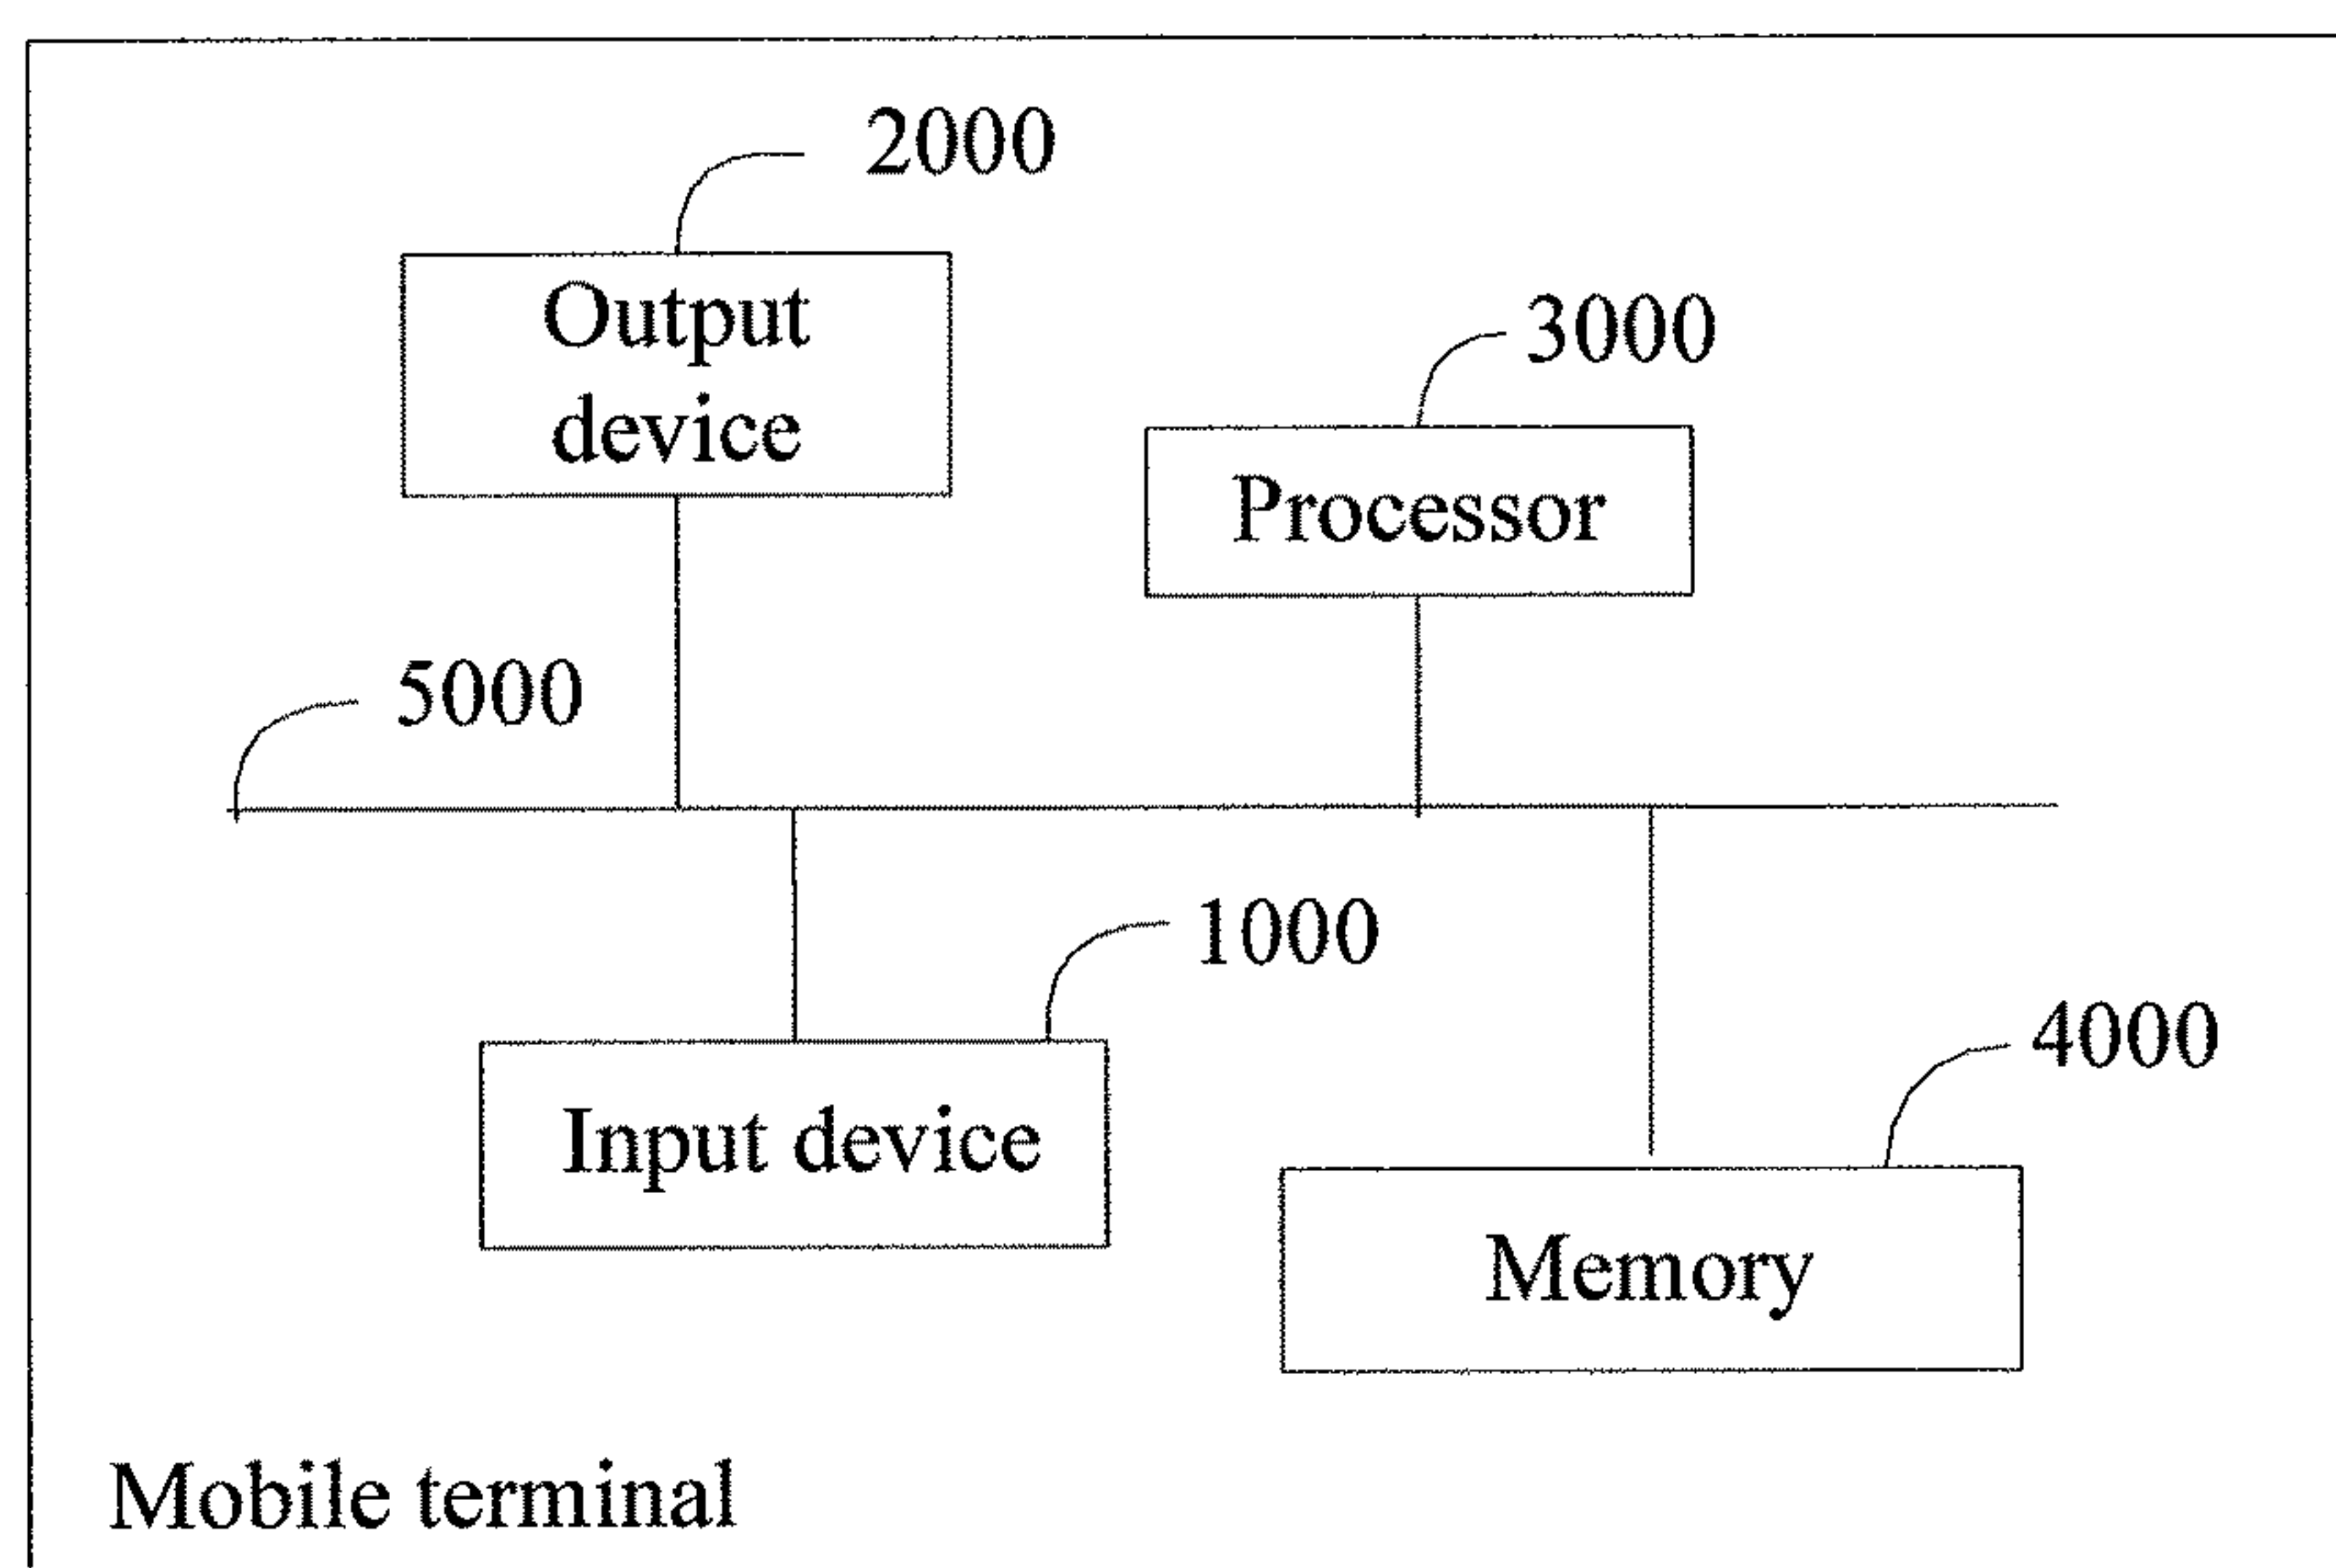 2000
Output
device
3000
Processor
5000
1000
Input device
4000
Memory
Mobile terminal